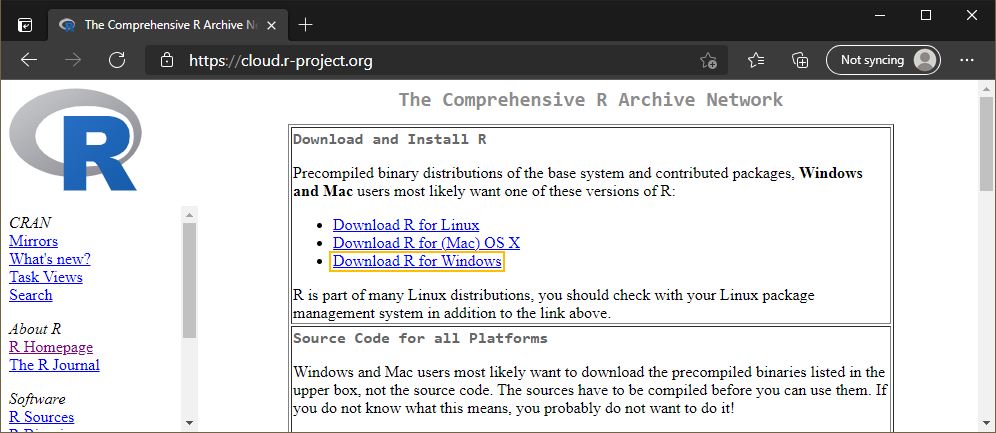 The Comprehensive R Archive Ne
https://cloud.r-project.org
Not syncing
R
CRAN
Mirrors
What's new?
Task Views
Search
About R
R Homepage
The R Journal
Software
R Sources
The Comprehensive R Archive Network
Download and Install R
Precompiled binary distributions of the base system and contributed packages, Windows
and Mac users most likely want one of these versions of R:
Download R for Linux
Download R for (Mac) OS X
Download R for Windows
R is part of many Linux distributions, you should check with your Linux package
management system in addition to the link above.
Source Code for all Platforms
Windows and Mac users most likely want to download the precompiled binaries listed in the
upper box, not the source code. The sources have to be compiled before you can use them. If
you do not know what this means, you probably do not want to do it!